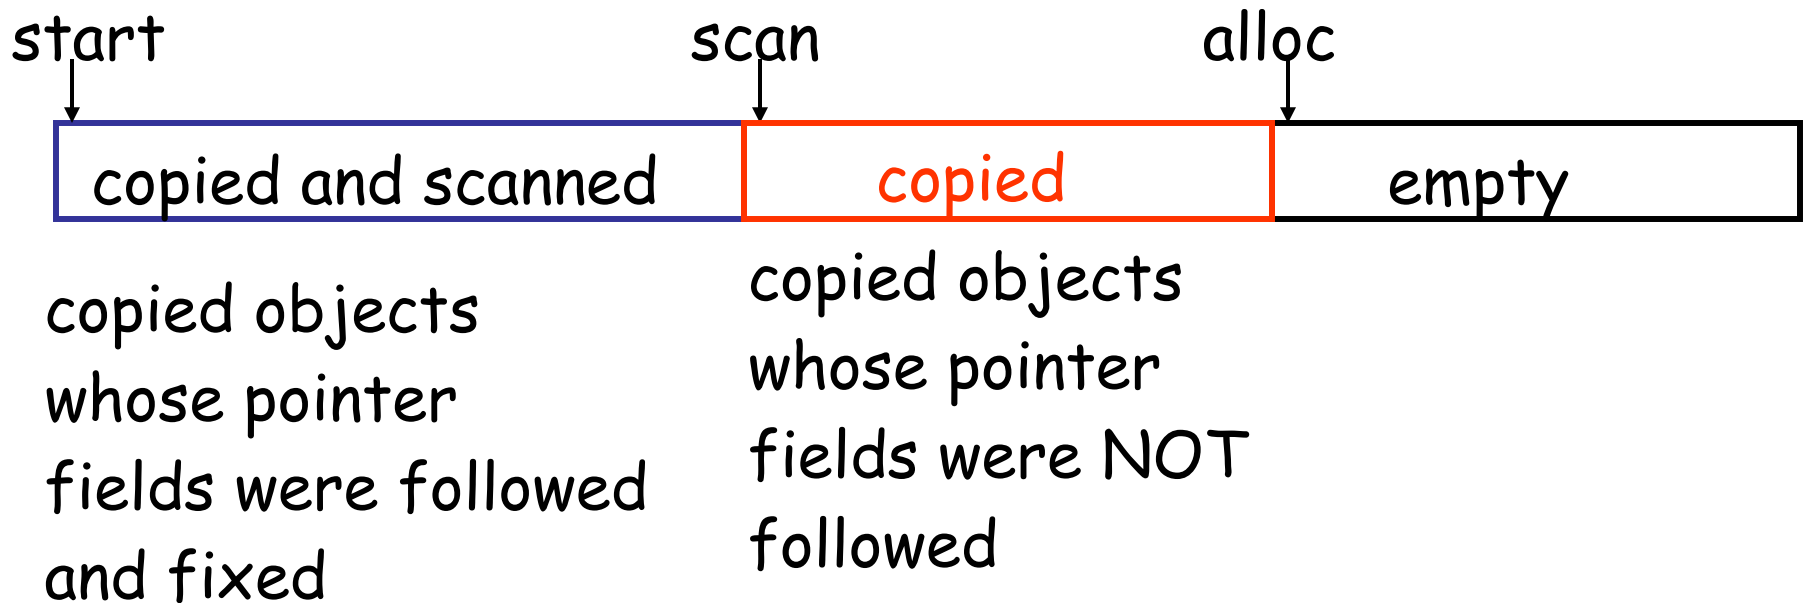 start scan alloc
copied and scanned copied empty
copied objects
whose pointer
fields were followed
and fixed
copied objects
whose pointer
fields were NOT
followed